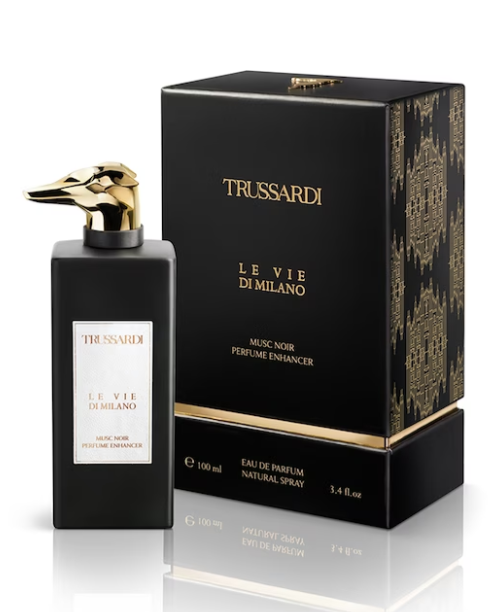 TRUSSARDI
LE VIE
DI MILANO
MUSC NOIR
PERFUME ENHANCER
℮ 100 ml
EAU DE PARFUM
NATURAL SPRAY
3.4 fl.oz
TRUSSARDI
LE VIE
DI MILANO
MUSC NOIR
PERFUME ENHANCER